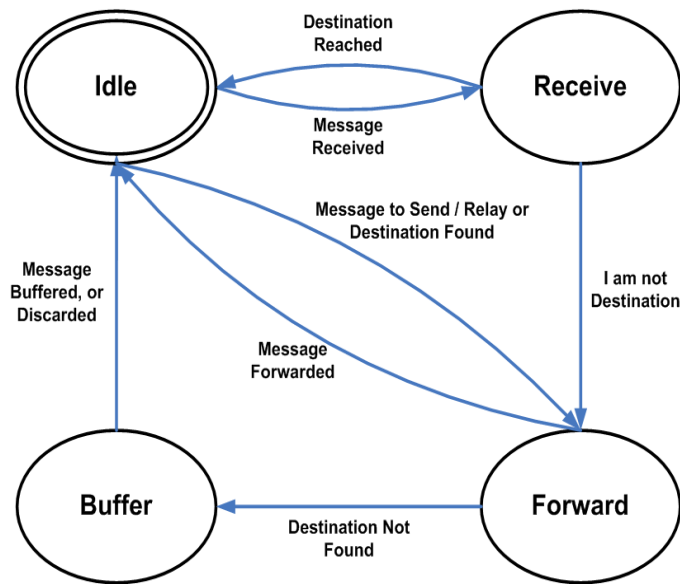 Destination
Reached
Idle
Receive
Message
Received
Message to Send / Relay or
Destination Found
Message
Buffered, or
Discarded
I am not
Destination
Message
Forwarded
Buffer
Forward
Destination Not
Found